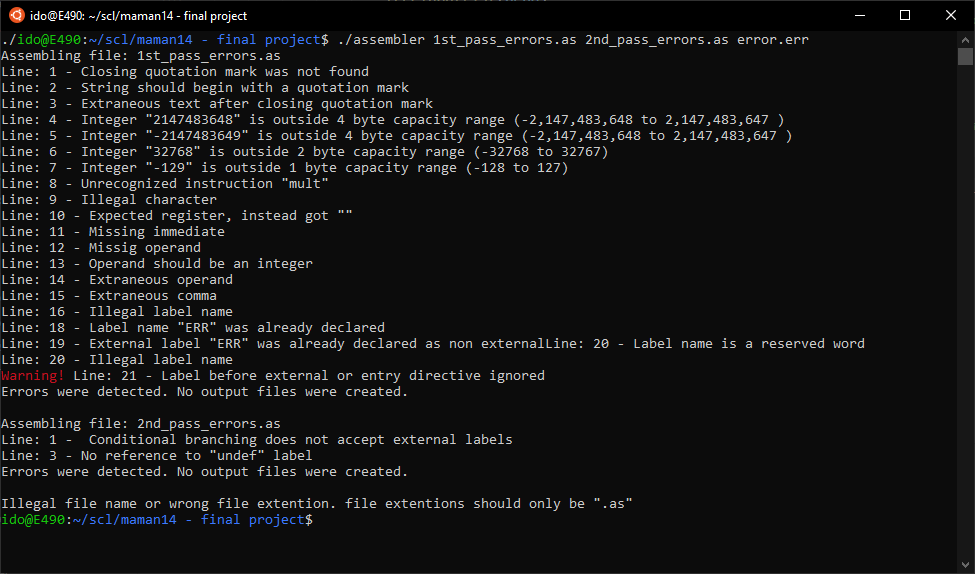 ido@E490: ~/scl/maman14 - final project
./ido@E490:~/scl/maman14 - final project$ ./assembler 1st_pass_errors.as 2nd_pass_errors.as error.err
Assembling file: 1st_pass_errors.as
Line: 1 - Closing quotation mark was not found
Line: 2 - String should begin with a quotation mark
Line: 3 - Extraneous text after closing quotation mark
Line: 4 - Integer "2147483648" is outside 4 byte capacity range (-2,147,483,648 to 2,147,483,647 )
Line: 5 - Integer "-2147483649" is outside 4 byte capacity range (-2,147,483,648 to 2,147,483,647 )
Line: 6 - Integer "32768" is outside 2 byte capacity range (-32768 to 32767)
Line: 7 - Integer "-129" is outside 1 byte capacity range (-128 to 127)
Line: 8 - Unrecognized instruction "mult"
Line: 9 - Illegal character
Line: 10 - Expected register, instead got ""
Line: 11 - Missing immediate
Line: 12 - Missig operand
Line: 13 - Operand should be an integer
Line: 14 - Extraneous operand
Line: 15 - Extraneous comma
Line: 16 - Illegal label name
Line: 18 - Label name "ERR" was already declared
Line: 19 - External label "ERR" was already declared as non externalLine: 20 - Label name is a reserved word
Line: 20 - Illegal label name
Warning! Line: 21 - Label before external or entry directive ignored
Errors were detected. No output files were created.
Assembling file: 2nd_pass_errors.as
Line: 1 -  Conditional branching does not accept external labels
Line: 3 - No reference to "undef" label
Errors were detected. No output files were created.
Illegal file name or wrong file extention. file extentions should only be ".as"
ido@E490:~/scl/maman14 - final project$